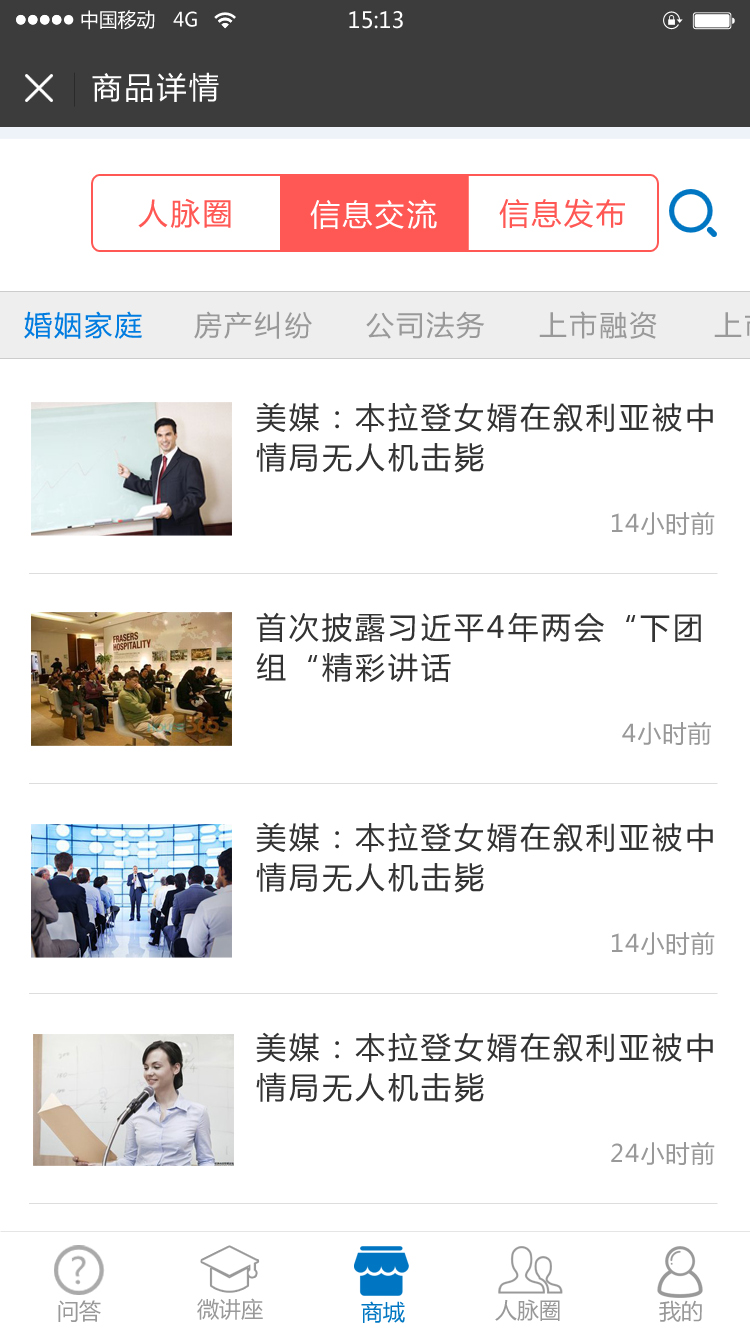 中国移动 4G 15:13
商品详情
人脉圈 信息交流 信息发布
婚姻家庭 房产纠纷 公司法务 上市融资 上市
美媒：本拉登女婿在叙利亚被中
情局无人机击毙
14小时前
FRASERS
HOSPITALITY
首次披露习近平4年两会“下团
组“精彩讲话
4小时前
美媒：本拉登女婿在叙利亚被中
情局无人机击毙
14小时前
美媒：本拉登女婿在叙利亚被中
情局无人机击毙
24小时前
问答 微讲座 商城 人脉圈 我的